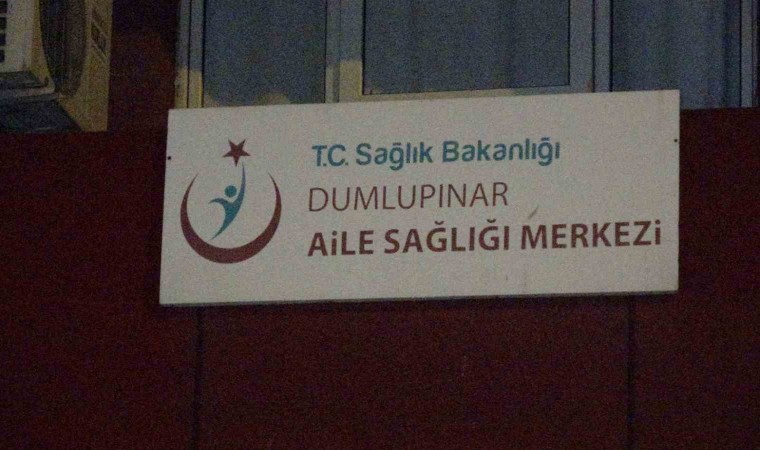 T.C. Sağlık Bakanlığı
DUMLUPINAR
AiLE SAĞLIĞI MERKEZi